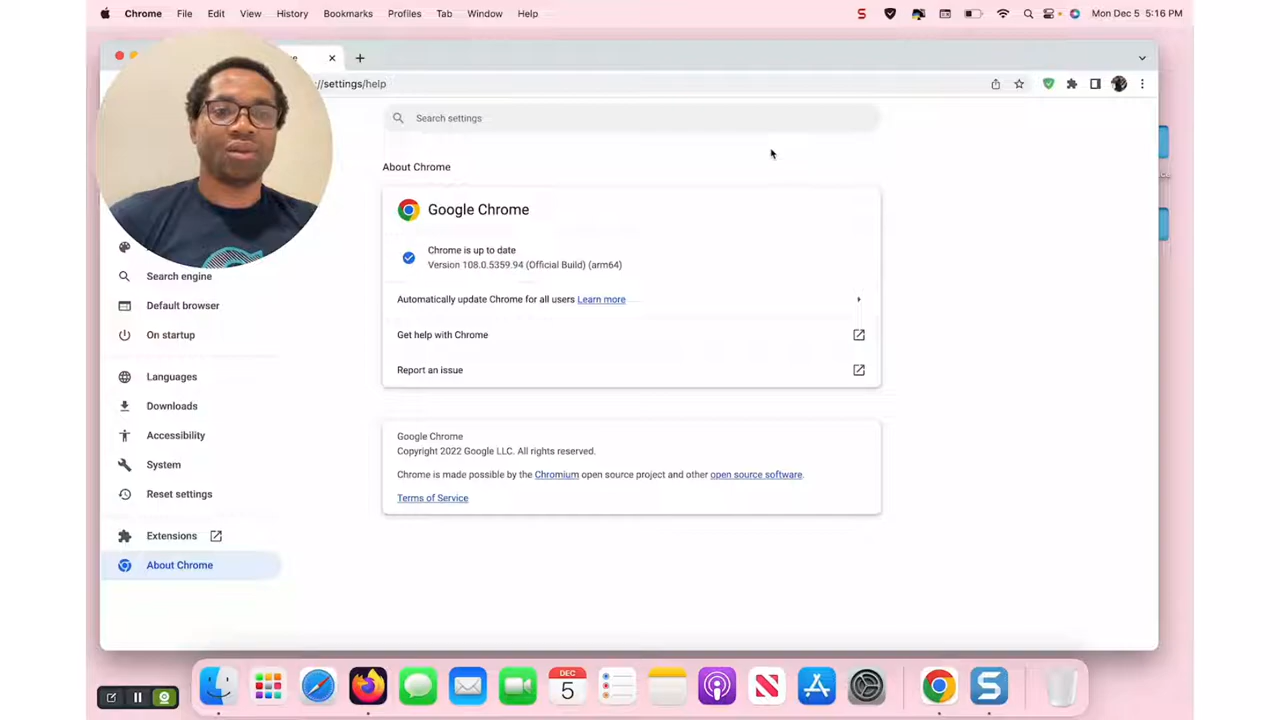 Chrome File Edit View History Bookmarks Profiles Tab Window Help
S
Mon Dec 5 5:16 PM
://settings/help
Search settings
About Chrome
Google Chrome
Chrome is up to date
Version 108.0.5359.94 (Official Build) (arm64)
Automatically update Chrome for all users Learn more
Get help with Chrome
Report an issue
Google Chrome
Copyright 2022 Google LLC. All rights reserved.
Chrome is made possible by the Chromium open source project and other open source software.
Terms of Service
Search engine
Default browser
On startup
Languages
Downloads
Accessibility
System
Reset settings
Extensions
About Chrome
DEC
5
S